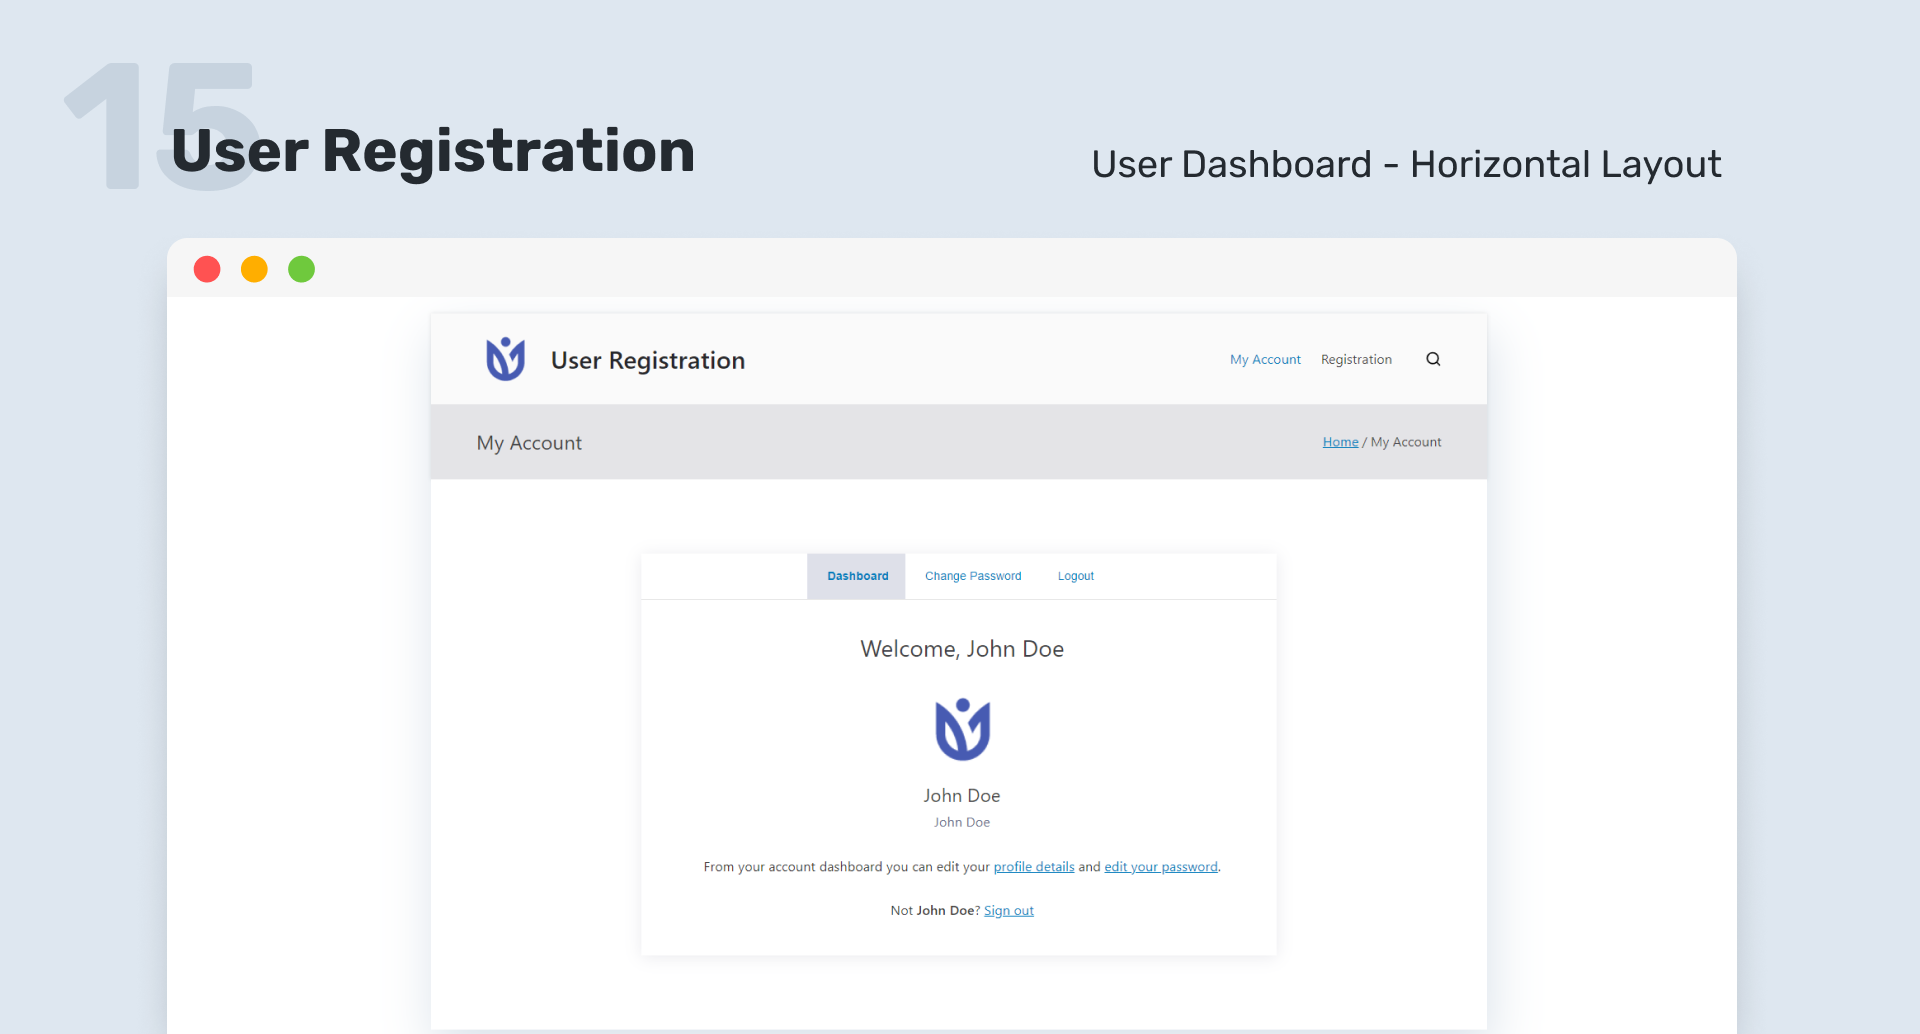 15
User Registration
User Dashboard - Horizontal Layout
User Registration
My Account
Registration
My Account
Home / My Account
Dashboard
Change Password
Logout
Welcome, John Doe
John Doe
John Doe
From your account dashboard you can edit your profile details and edit your password.
Not John Doe? Sign out